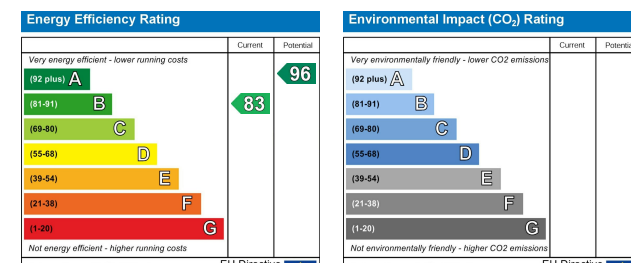 Energy Efficiency Rating
Current Potential
Very energy efficient - lower running costs
(92 plus) A
96
(81-91) B
83
(69-80) C
(55-68) D
(39-54) E
(21-38) F
(1-20) G
Not energy efficient - higher running costs
Environmental Impact (CO₂) Rating
Current Potential
Very environmentally friendly - lower CO2 emissions
(92 plus) A
(81-91) B
(69-80) C
(55-68) D
(39-54) E
(21-38) F
(1-20) G
Not environmentally friendly - higher CO2 emissions